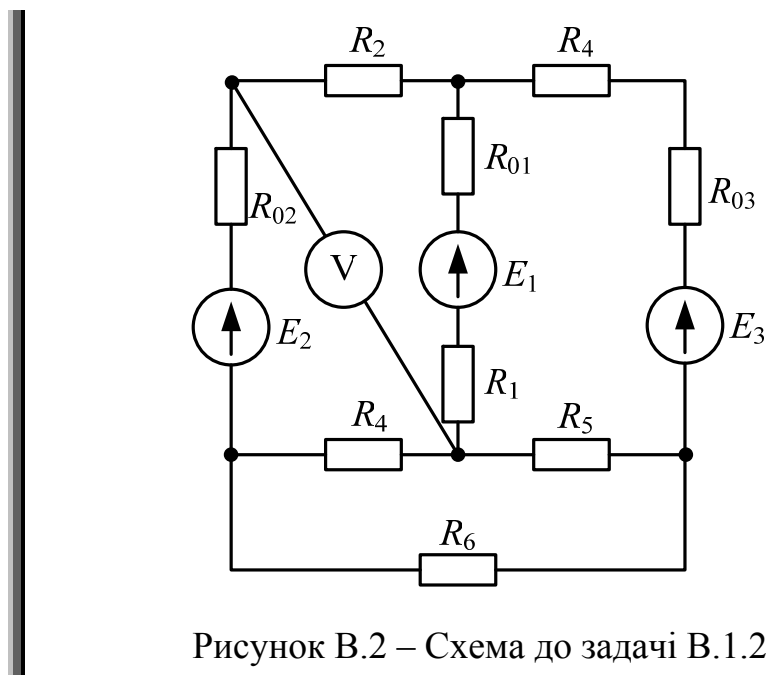 R2 R4
R01
R02 R03
V E1
E2 E3
R1
R4 R5
R6
Рисунок В.2 – Схема до задачі В.1.2